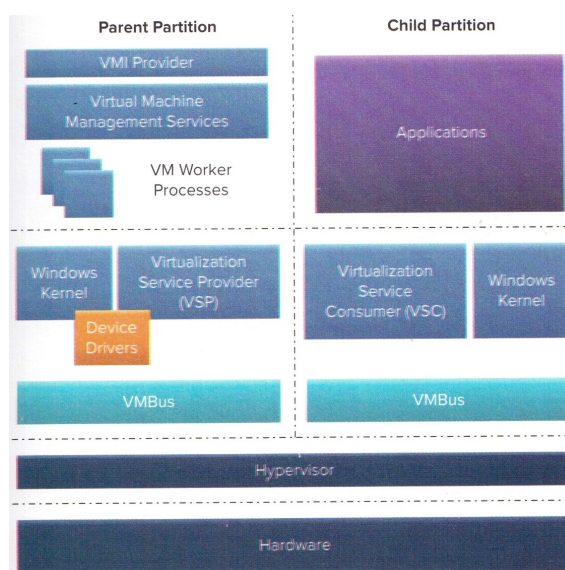 Parent Partition
Child Partition
VMI Provider
Virtual Machine
Management Services
VM Worker
Processes
Applications
Windows
Kernel
Virtualization
Service Provider
(VSP)
Device
Drivers
Virtualization
Service
Consumer (VSC)
Windows
Kernel
VMBus
VMBus
Hypervisor
Hardware